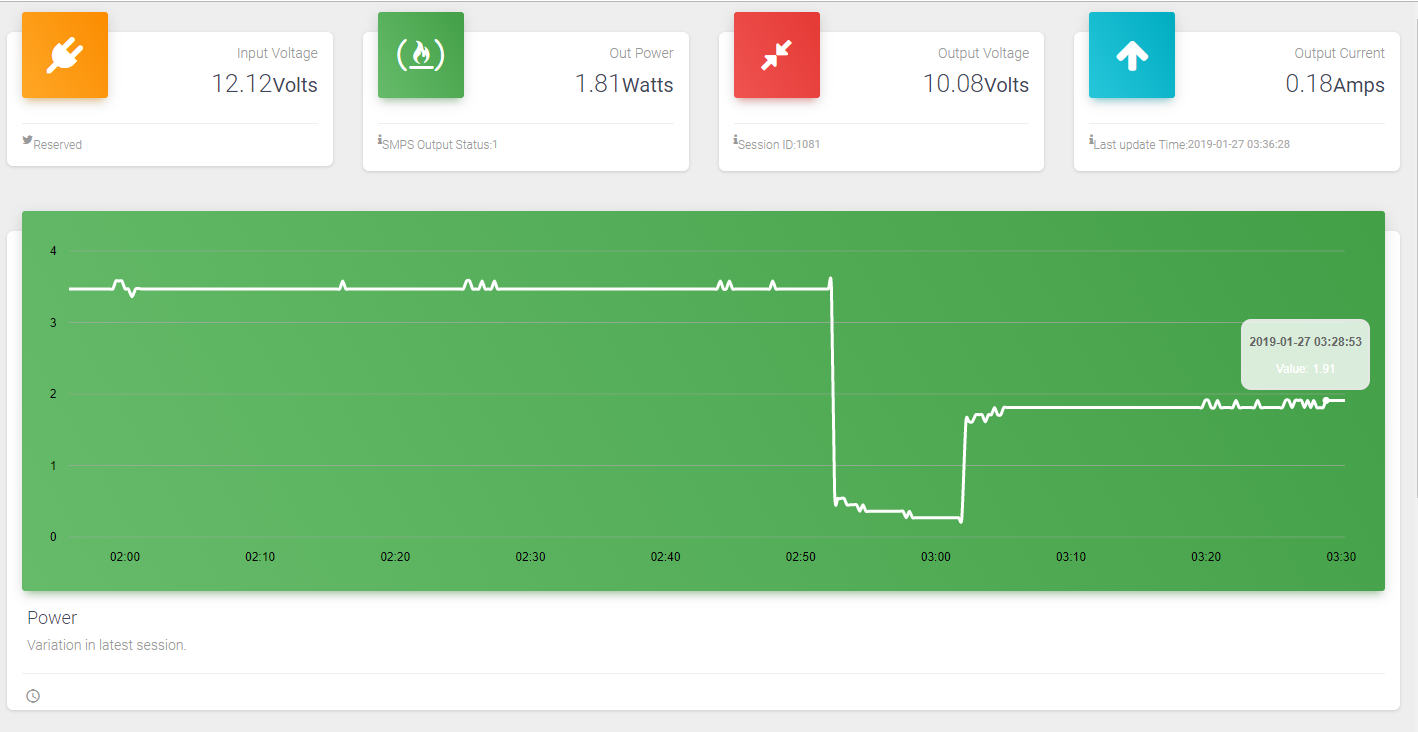 Input Voltage
12.12Volts
Reserved
Out Power
1.81Watts
SMPS Output Status:1
Output Voltage
10.08Volts
Session ID:1081
Output Current
0.18Amps
Last update Time:2019-01-27 03:36:28
4
3
2
1
0
2019-01-27 03:28:53
Value: 1.91
02:00 02:10 02:20 02:30 02:40 02:50 03:00 03:10 03:20 03:30
Power
Variation in latest session.